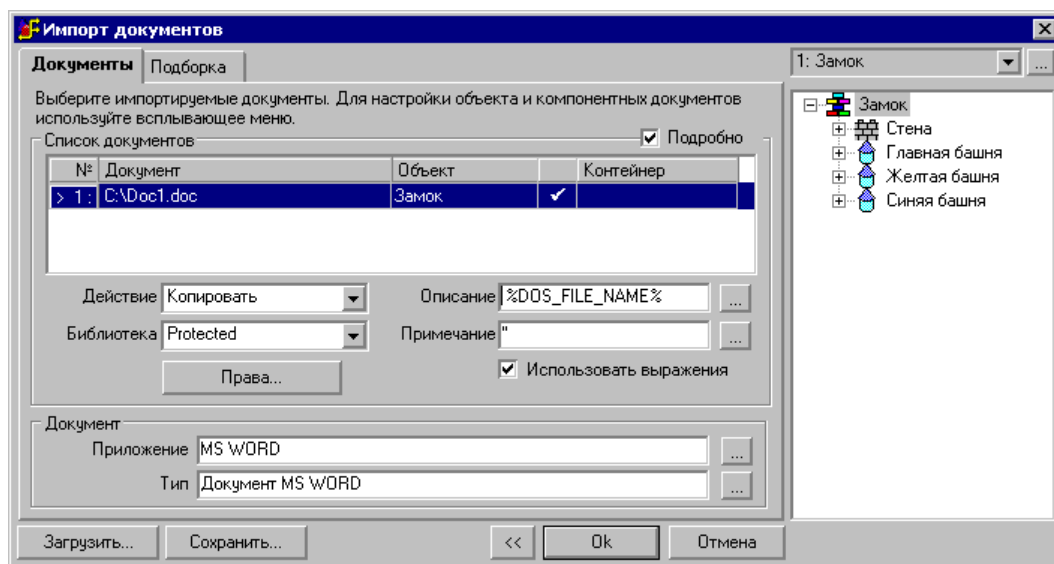 Импорт документов
Документы Подборка
1: Замок ...
Выберите импортируемые документы. Для настройки объекта и компонентных документов
используйте всплывающее меню.
Список документов Подробно
№ Документ Объект Контейнер
> 1: C:\Doc1.doc Замок
Замок
Стена
Главная башня
Желтая башня
Синяя башня
Действие Копировать Описание %DOS_FILE_NAME% ...
Библиотека Protected Примечание " ...
Права... Использовать выражения
Документ
Приложение MS WORD ...
Тип Документ MS WORD ...
Загрузить... Сохранить... << Ok Отмена